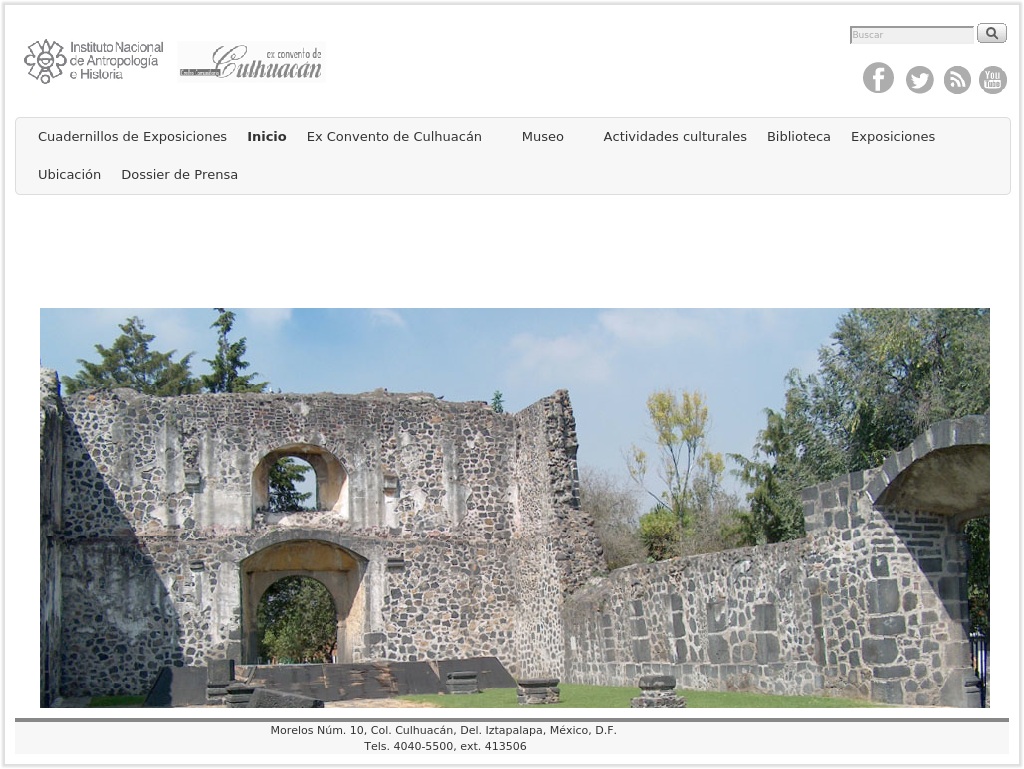 Instituto Nacional
de Antropología
e Historia
ex convento de
Culhuacán
Buscar
You
Tube
Cuadernillos de Exposiciones Inicio Ex Convento de Culhuacán Museo Actividades culturales Biblioteca Exposiciones
Ubicación Dossier de Prensa
Morelos Núm. 10, Col. Culhuacán, Del. Iztapalapa, México, D.F.
Tels. 4040-5500, ext. 413506